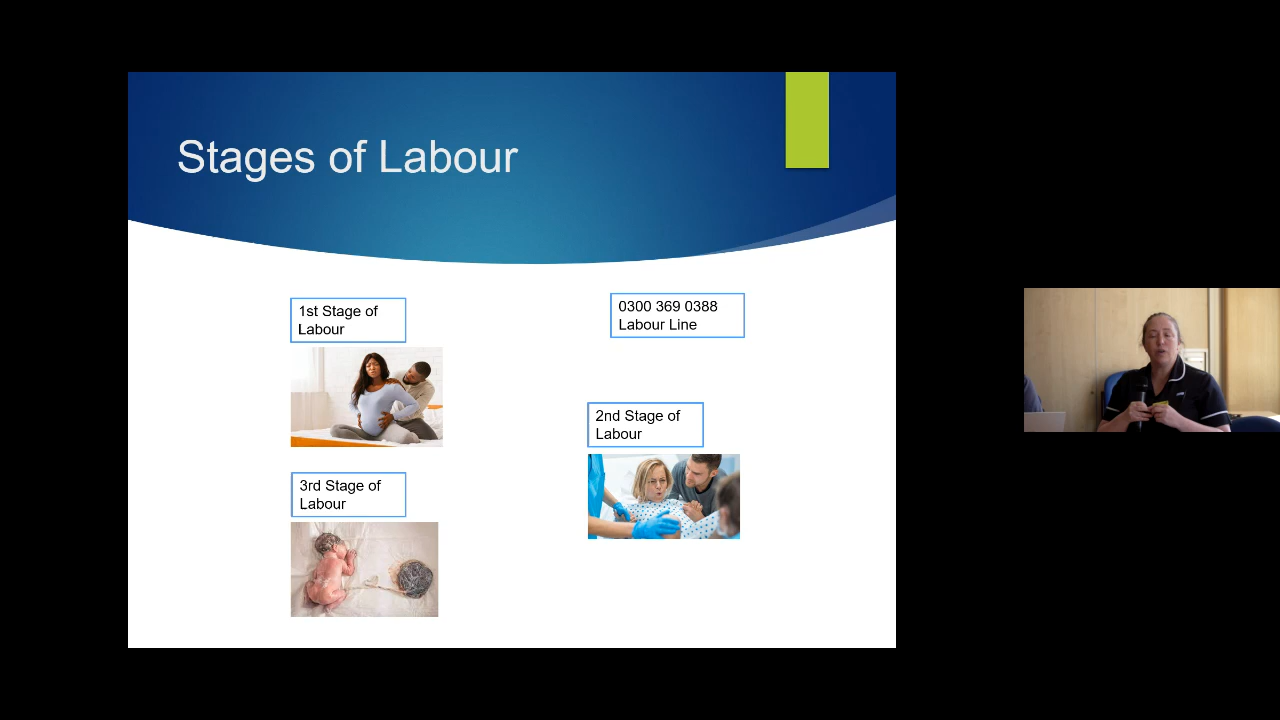 Stages of Labour
1st Stage of
Labour
0300 369 0388
Labour Line
2nd Stage of
Labour
3rd Stage of
Labour